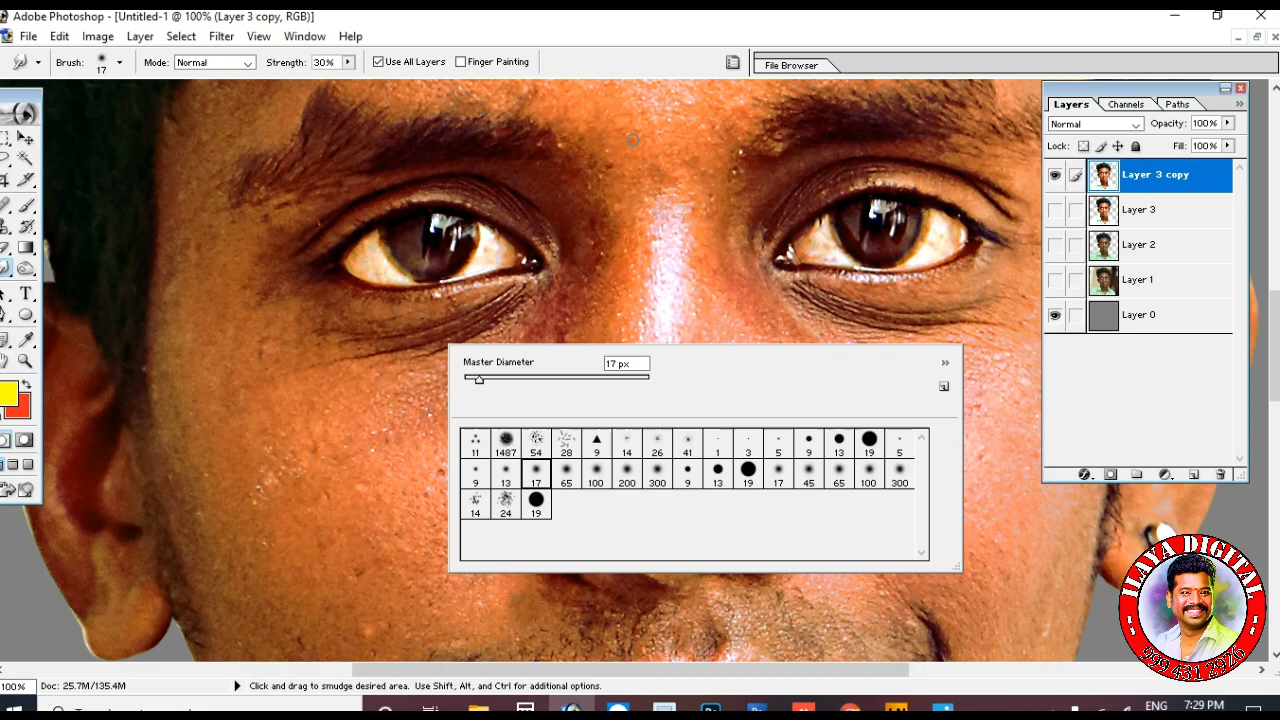 Adobe Photoshop - [Untitled-1 @ 100% (Layer 3 copy, RGB)]
File Edit Image Layer Select Filter View Window Help
Brush: 17 Mode: Normal Strength: 30% Use All Layers Finger Painting File Browser
Layers Channels Paths
Normal Opacity: 100%
Lock: Fill: 100%
Layer 3 copy
Layer 3
Layer 2
Layer 1
Layer 0
Master Diameter 17 px
11 1487 54 28 9 14 26 41 1 3 5 9 13 19 5
9 13 17 65 100 200 300 9 13 19 17 45 65 100 300
14 24 19
T
ILAYA DIGITAL
999 431 2926
100% Doc: 25.7M/135.4M Click and drag to smudge desired area. Use Shift, Alt, and Ctrl for additional options.
ENG 7:29 PM